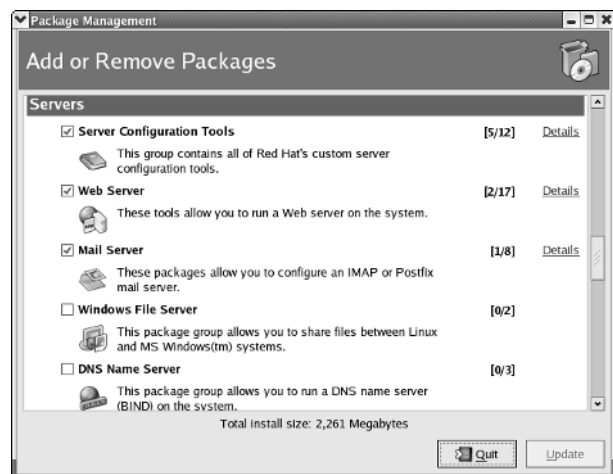 Package Management
Add or Remove Packages
Servers
Server Configuration Tools [5/12] Details
This group contains all of Red Hat's custom server
configuration tools.
Web Server [2/17] Details
These tools allow you to run a Web server on the system.
Mail Server [1/8] Details
These packages allow you to configure an IMAP or Postfix
mail server.
Windows File Server [0/2]
This package group allows you to share files between Linux
and MS Windows(tm) systems.
DNS Name Server [0/3]
This package group allows you to run a DNS name server
(BIND) on the system.
Total install size: 2,261 Megabytes
Quit Update